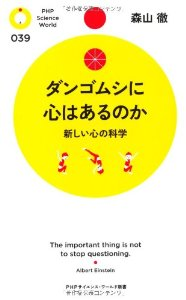 PHP
Science
World
039
森山 徹
ダンゴムシに
心はあるのか
新しい心の科学
The important thing is not
to stop questioning.
Albert Einstein
PHPサイエンス・ワールド新書